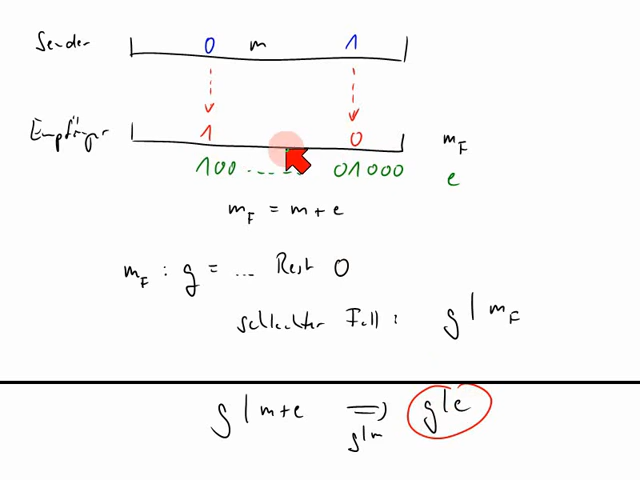 Sender 0 m 1
Empfänger 1 0 m_F
100 ..... 01000 e
m_F = m + e
m_F : g = ... Rest 0
schlechter Fall : g | m_F
g | m+e ⟹ g|e
g|m